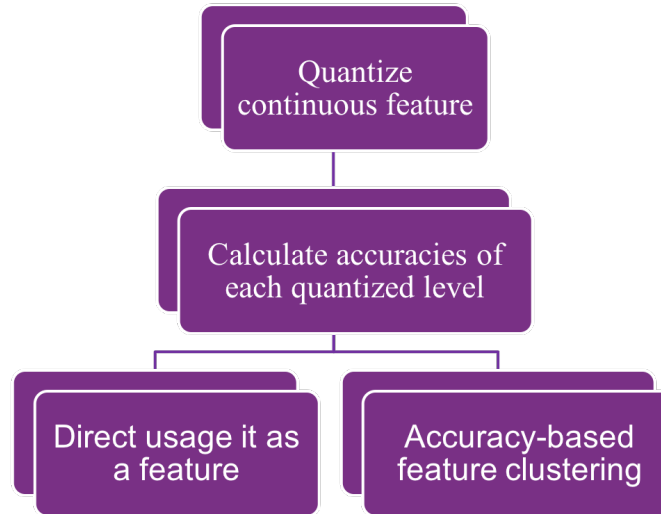 Quantize
continuous feature
Calculate accuracies of
each quantized level
Direct usage it as
a feature
Accuracy-based
feature clustering